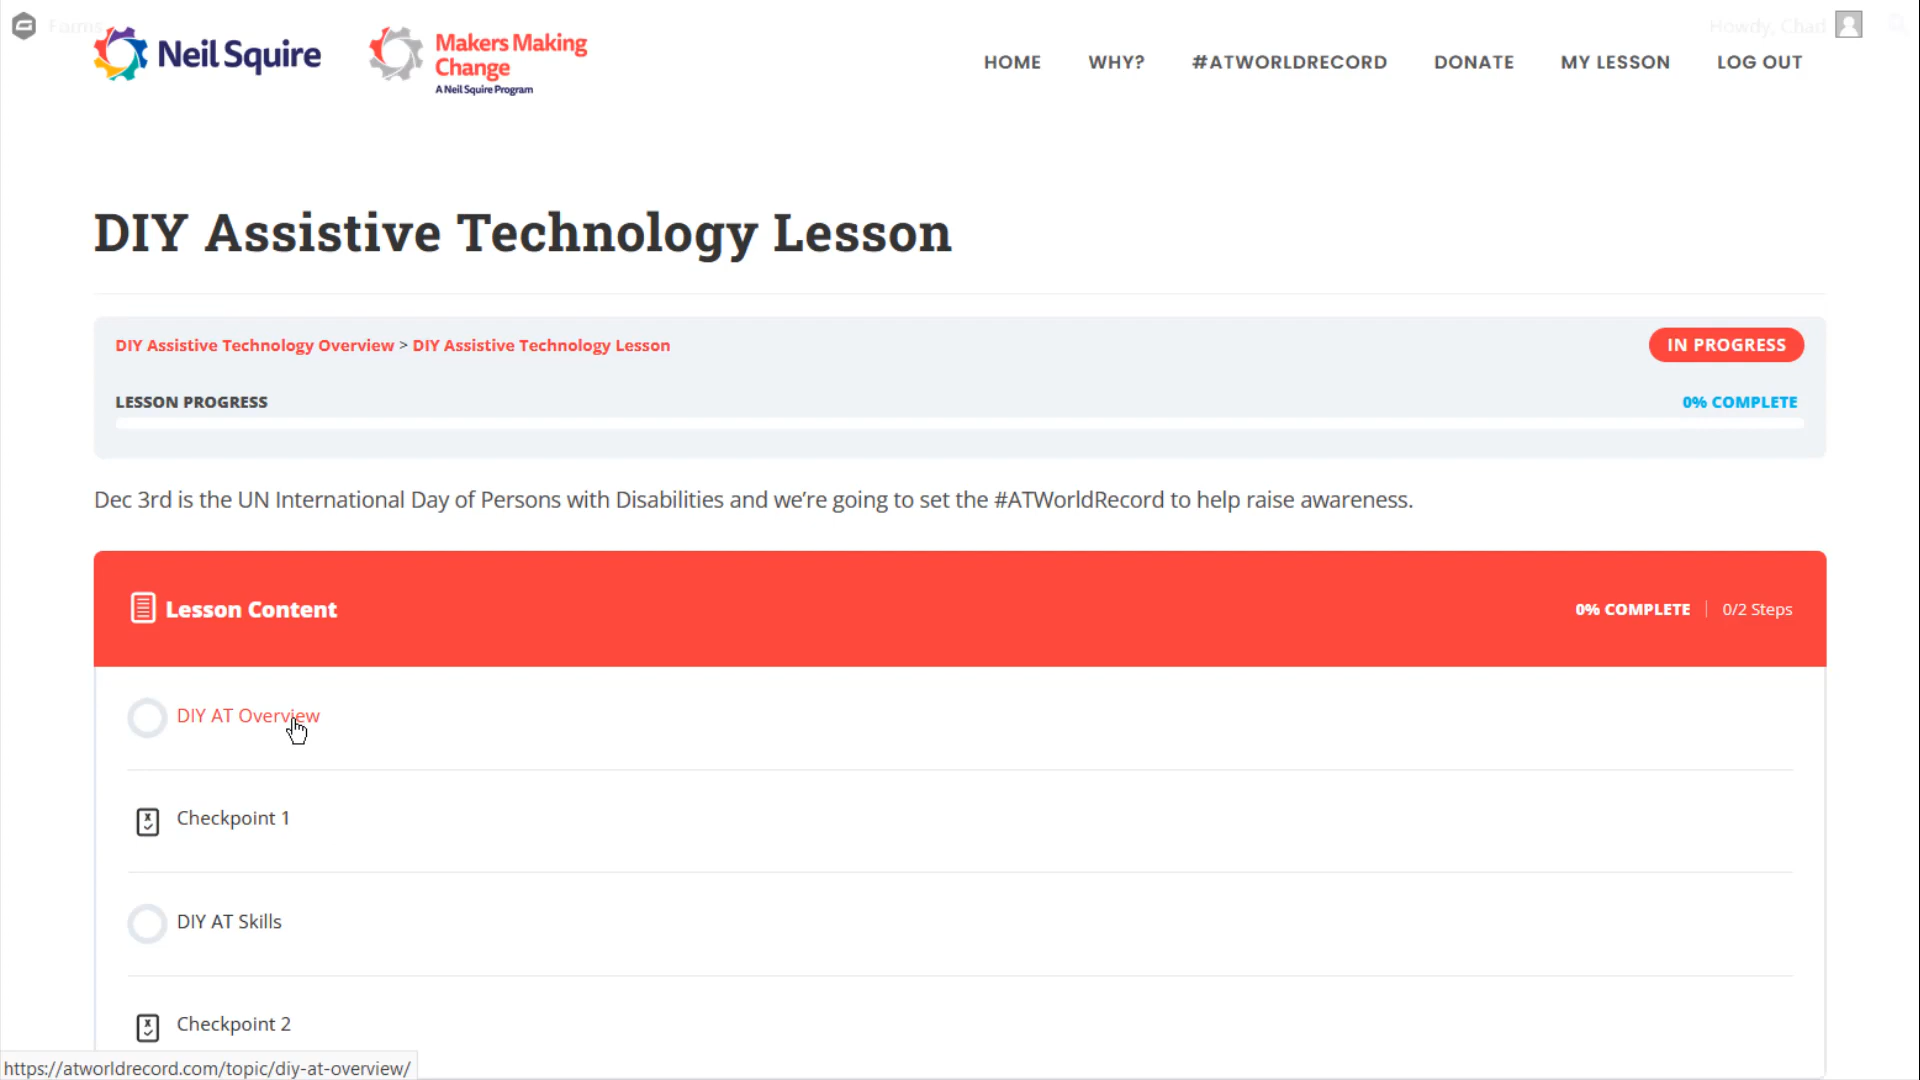 Farms
Howdy, Chad
Neil Squire
Makers Making
Change
A Neil Squire Program
HOME
WHY?
#ATWORLDRECORD
DONATE
MY LESSON
LOG OUT
DIY Assistive Technology Lesson
DIY Assistive Technology Overview > DIY Assistive Technology Lesson
IN PROGRESS
LESSON PROGRESS
0% COMPLETE
Dec 3rd is the UN International Day of Persons with Disabilities and we’re going to set the #ATWorldRecord to help raise awareness.
Lesson Content
0% COMPLETE
0/2 Steps
DIY AT Overview
Checkpoint 1
DIY AT Skills
Checkpoint 2
https://atworldrecord.com/topic/diy-at-overview/